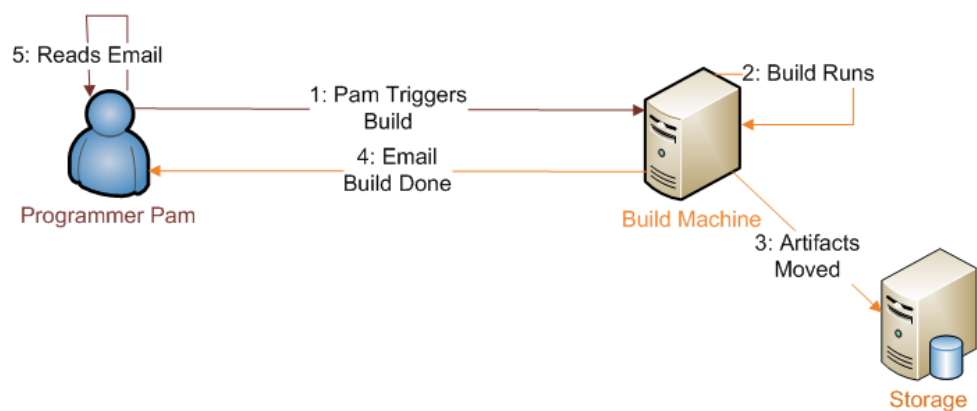 5: Reads Email
1: Pam Triggers
Build
2: Build Runs
4: Email
Build Done
Programmer Pam
Build Machine
3: Artifacts
Moved
Storage